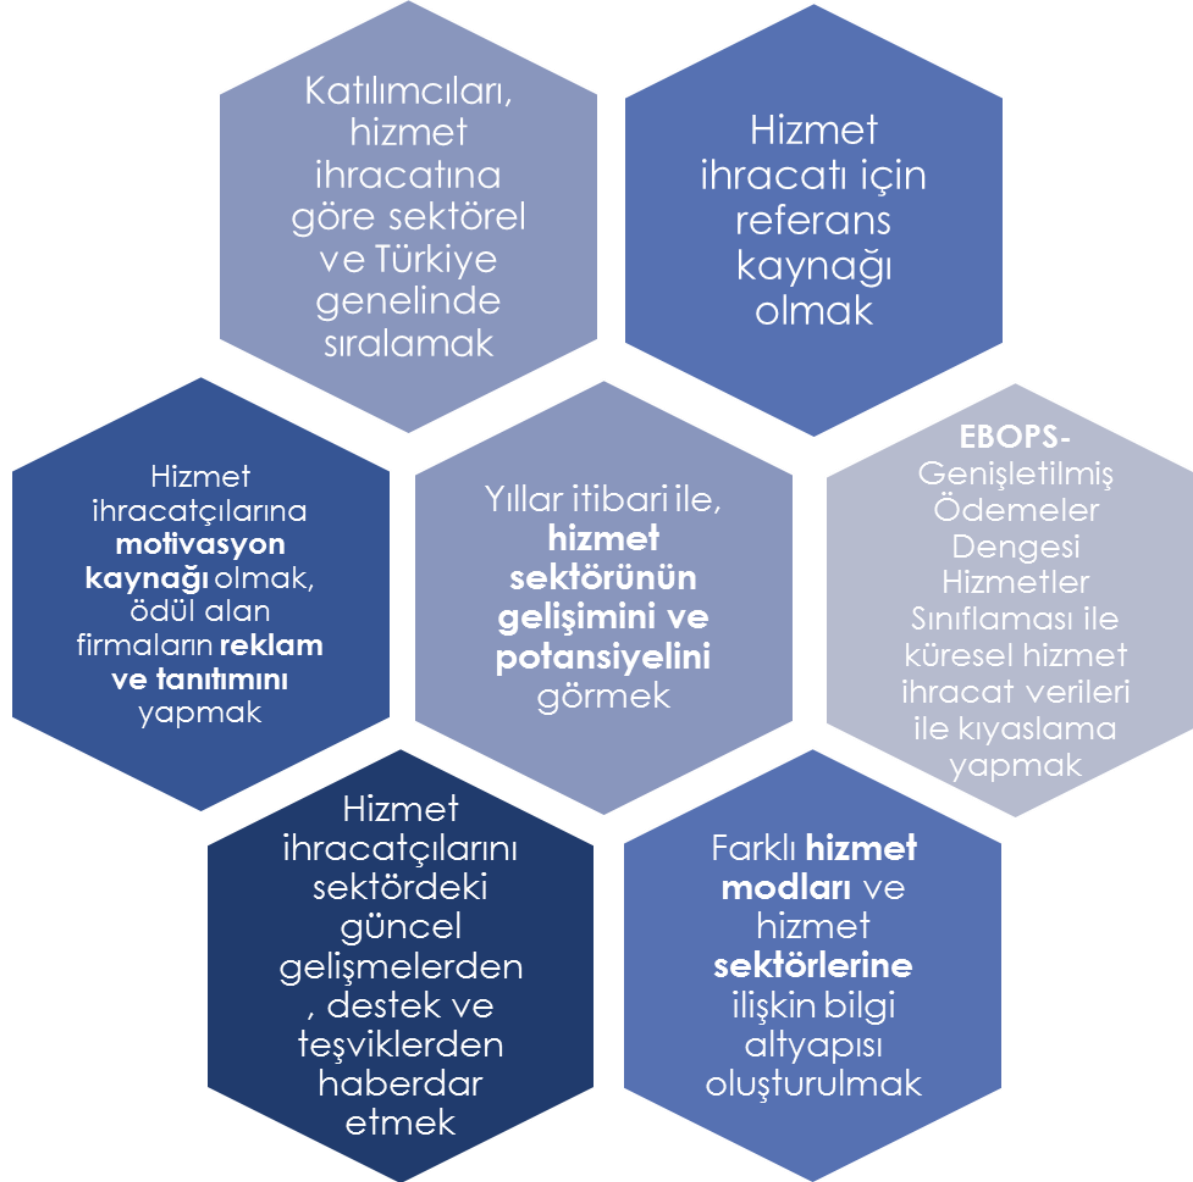 Katılımcıları,
hizmet
ihracatına
göre sektörel
ve Türkiye
genelinde
sıralamak
Hizmet
ihracatı için
referans
kaynağı
olmak
Hizmet
ihracatçılarına
motivasyon
kaynağı olmak,
ödül alan
firmaların reklam
ve tanıtımını
yapmak
Yıllar itibari ile,
hizmet
sektörünün
gelişimini ve
potansiyelini
görmek
EBOPS-
Genişletilmiş
Ödemeler
Dengesi
Hizmetler
Sınıflaması ile
küresel hizmet
ihracat verileri
ile kıyaslama
yapmak
Hizmet
ihracatçılarını
sektördeki
güncel
gelişmelerden
, destek ve
teşviklerden
haberdar
etmek
Farklı hizmet
modları ve
hizmet
sektörlerine
ilişkin bilgi
altyapısı
oluşturulmak